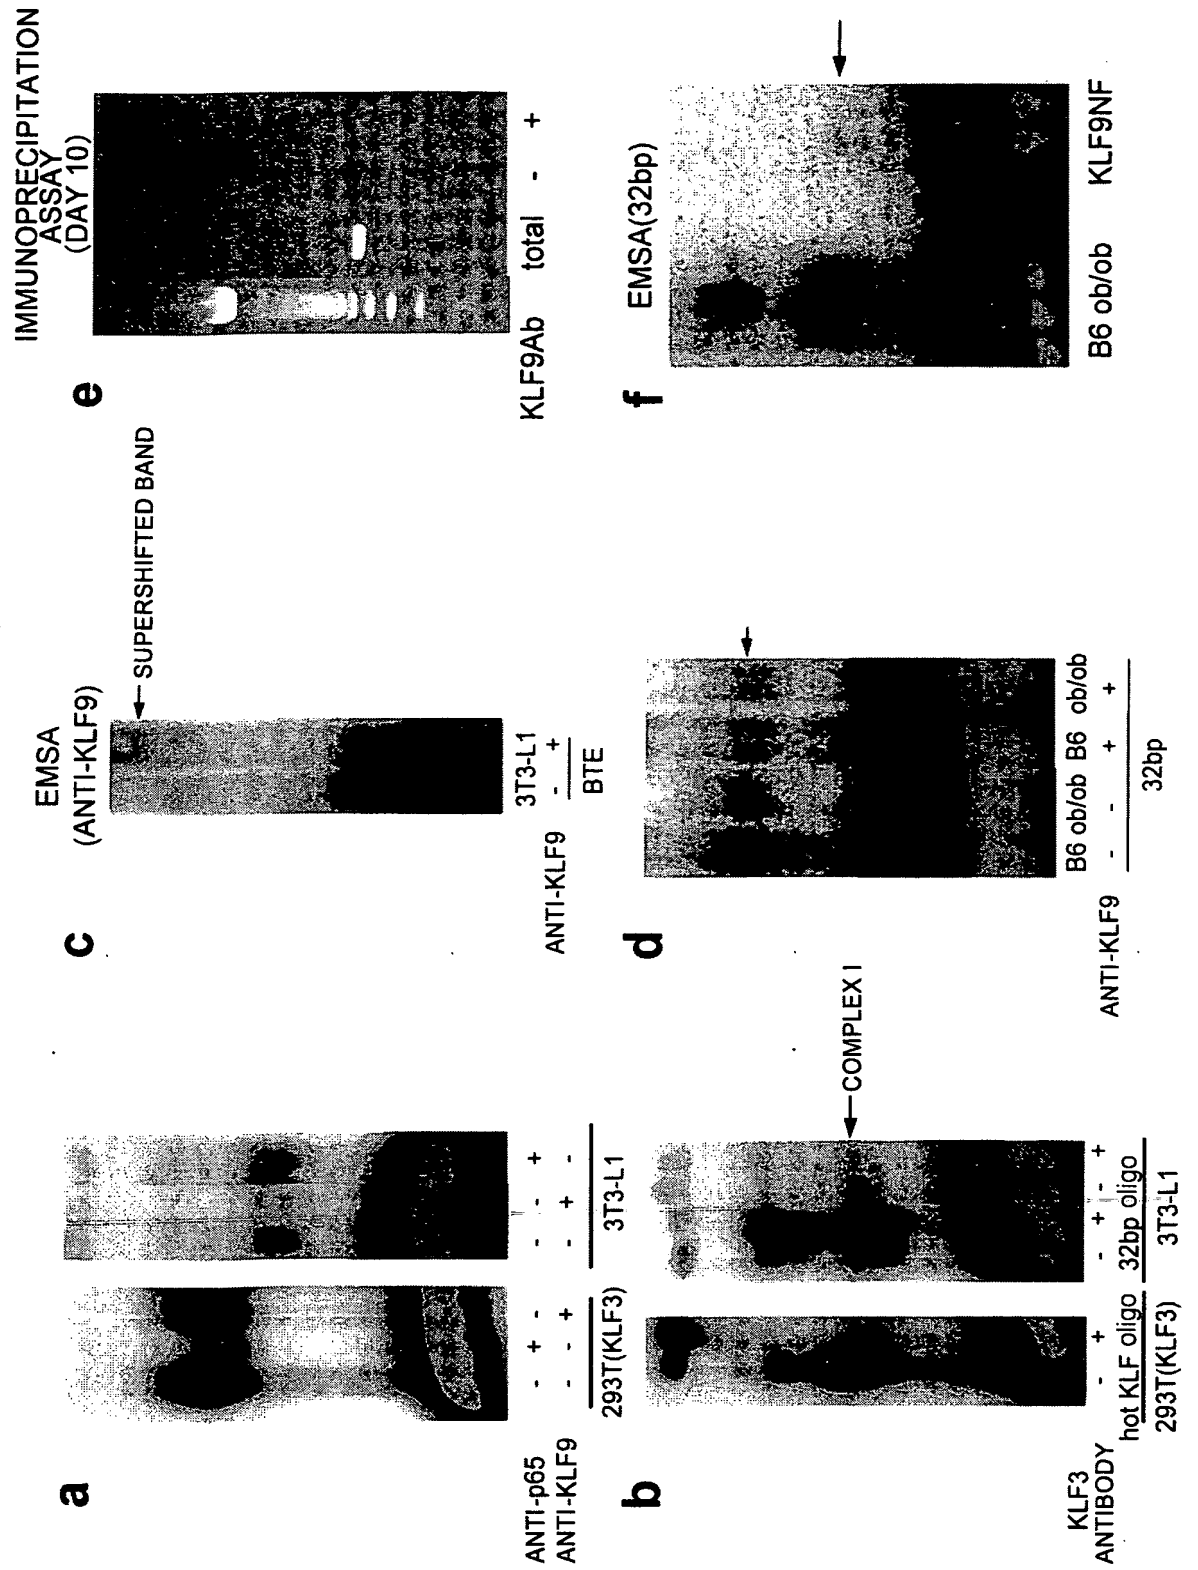 a
ANTI-p65 - + - - - +
ANTI-KLF9 - - + - + -
293T(KLF3) 3T3-L1
b
COMPLEX I
KLF3 ANTIBODY - + - + - +
hot KLF oligo 32bp oligo
293T(KLF3) 3T3-L1
c
EMSA
(ANTI-KLF9)
SUPERSHIFTED BAND
3T3-L1
ANTI-KLF9 - +
BTE
d
B6 ob/ob B6 ob/ob
ANTI-KLF9 - - + +
32bp
e
IMMUNOPRECIPITATION
ASSAY
(DAY 10)
KLF9Ab total - +
f
EMSA(32bp)
B6 ob/ob KLF9NF